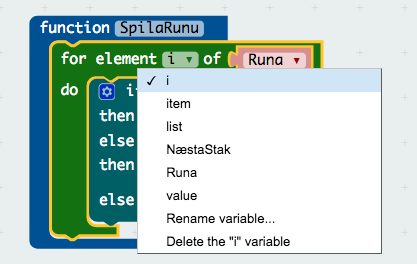 function SpilaRunu
for element i of Runa
do i
then
else
then
else
✓ i
item
list
NæstaStak
Runa
value
Rename variable...
Delete the "i" variable